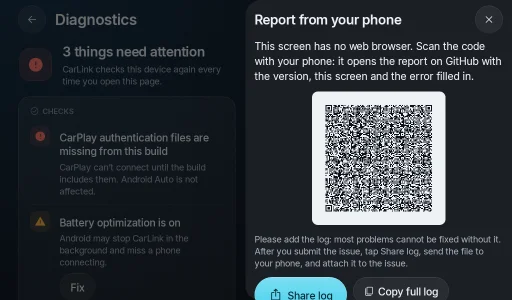 Diagnostics
3 things need attention
CarLink checks this device again every
time you open this page.
CHECKS
CarPlay authentication files are
missing from this build
CarPlay can't connect until the build
includes them. Android Auto is not
affected.
Battery optimization is on
Android may stop CarLink in the
background and miss a phone
connecting.
Fix
Report from your phone
This screen has no web browser. Scan the code
with your phone: it opens the report on GitHub with
the version, this screen and the error filled in.
Please add the log: most problems cannot be fixed without it.
After you submit the issue, tap Share log, send the file to
your phone, and attach it to the issue.
Share log
Copy full log